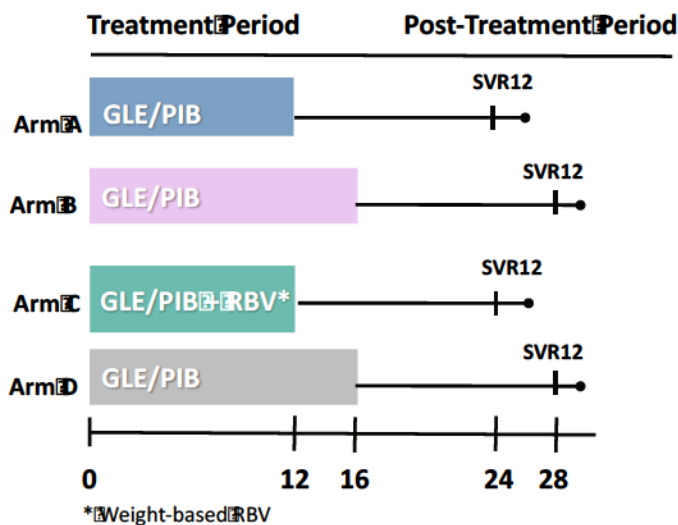 Treatment Period Post-Treatment Period
SVR12
Arm A GLE/PIB
SVR12
Arm B GLE/PIB
SVR12
Arm C GLE/PIB + RBV*
SVR12
Arm D GLE/PIB
0 12 16 24 28
* Weight-based RBV